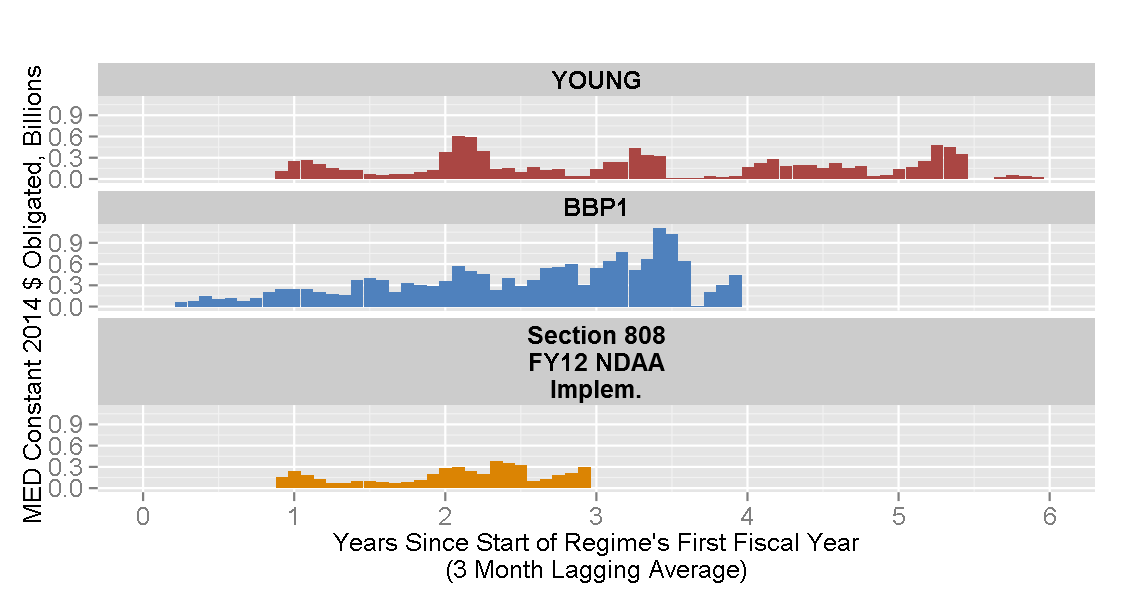 MED Constant 2014 $ Obligated, Billions
YOUNG
0.9
0.6
0.3
0.0
BBP1
0.9
0.6
0.3
0.0
Section 808
FY12 NDAA
Implem.
0.9
0.6
0.3
0.0
0 1 2 3 4 5 6
Years Since Start of Regime's First Fiscal Year
(3 Month Lagging Average)